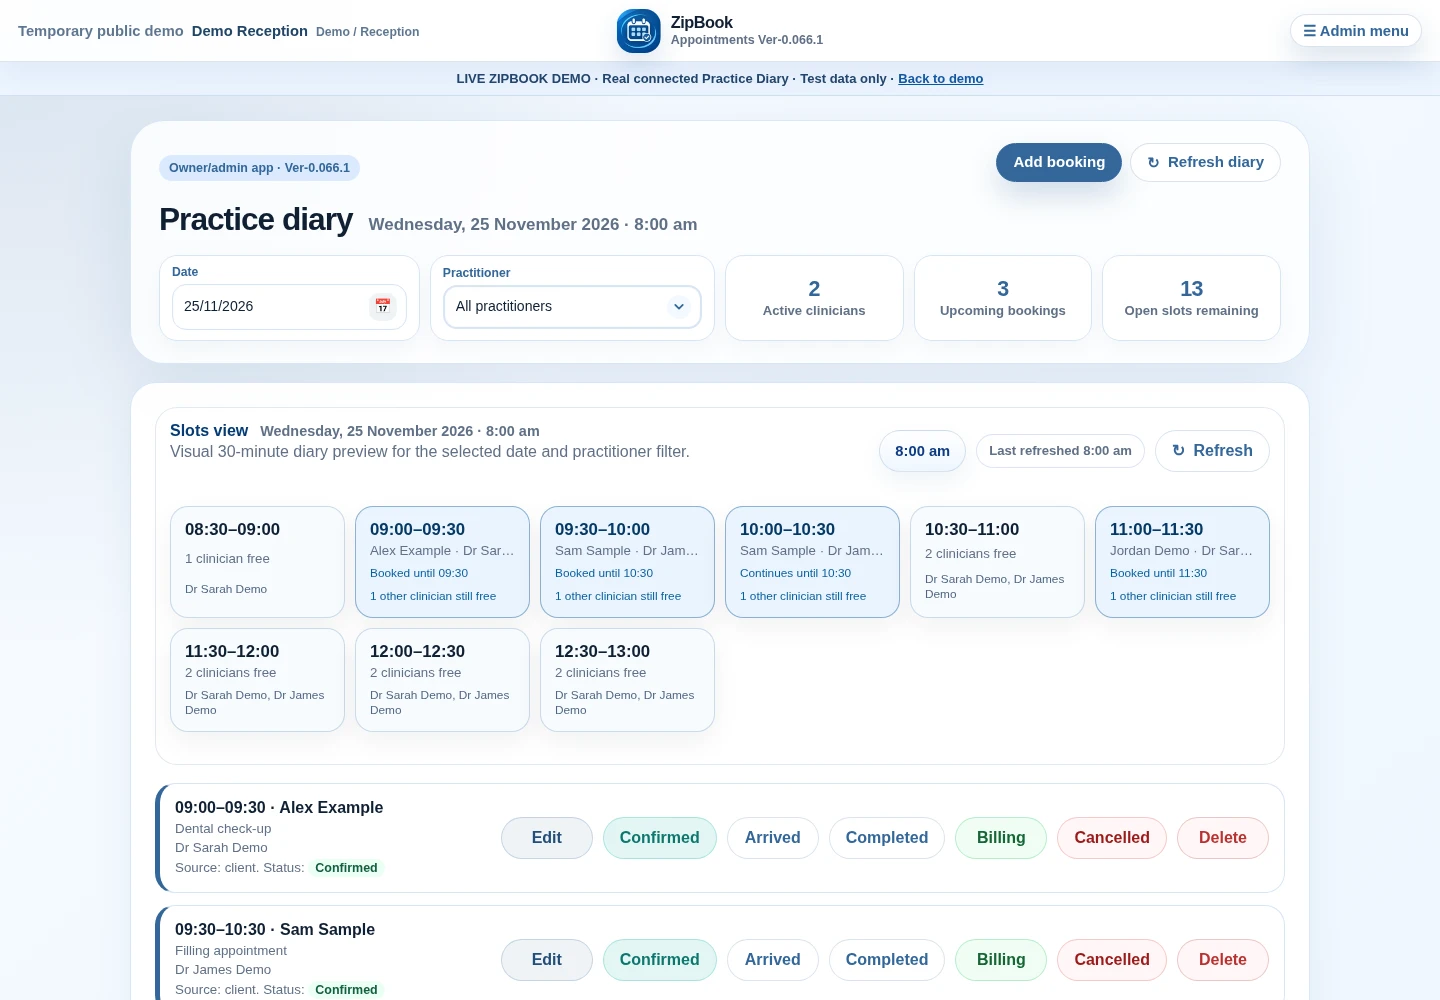 Temporary public demo Demo Reception Demo / Reception
ZipBook
Appointments Ver-0.066.1
☰ Admin menu
LIVE ZIPBOOK DEMO · Real connected Practice Diary · Test data only · Back to demo
Owner/admin app · Ver-0.066.1
Add booking
↻ Refresh diary
Practice diary Wednesday, 25 November 2026 · 8:00 am
Date
25/11/2026
Practitioner
All practitioners
2
Active clinicians
3
Upcoming bookings
13
Open slots remaining
Slots view Wednesday, 25 November 2026 · 8:00 am
Visual 30-minute diary preview for the selected date and practitioner filter.
8:00 am
Last refreshed 8:00 am
↻ Refresh
08:30–09:00
1 clinician free
Dr Sarah Demo
09:00–09:30
Alex Example · Dr Sar…
Booked until 09:30
1 other clinician still free
09:30–10:00
Sam Sample · Dr Jam…
Booked until 10:30
1 other clinician still free
10:00–10:30
Sam Sample · Dr Jam…
Continues until 10:30
1 other clinician still free
10:30–11:00
2 clinicians free
Dr Sarah Demo, Dr James
Demo
11:00–11:30
Jordan Demo · Dr Sar…
Booked until 11:30
1 other clinician still free
11:30–12:00
2 clinicians free
Dr Sarah Demo, Dr James
Demo
12:00–12:30
2 clinicians free
Dr Sarah Demo, Dr James
Demo
12:30–13:00
2 clinicians free
Dr Sarah Demo, Dr James
Demo
09:00–09:30 · Alex Example
Dental check-up
Dr Sarah Demo
Source: client. Status: Confirmed
Edit Confirmed Arrived Completed Billing Cancelled Delete
09:30–10:30 · Sam Sample
Filling appointment
Dr James Demo
Source: client. Status: Confirmed
Edit Confirmed Arrived Completed Billing Cancelled Delete